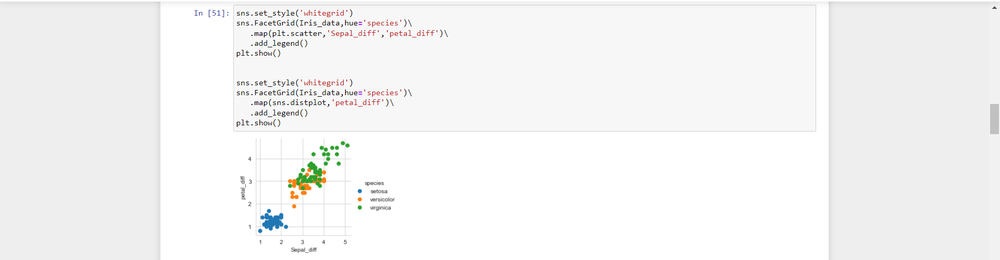 In [51]:
sns.set_style('whitegrid')
sns.FacetGrid(Iris_data,hue='species')\
   .map(plt.scatter,'Sepal_diff','petal_diff')\
   .add_legend()
plt.show()
sns.set_style('whitegrid')
sns.FacetGrid(Iris_data,hue='species')\
   .map(sns.distplot,'petal_diff')\
   .add_legend()
plt.show()
4
3
2
1
petal_diff
1 2 3 4 5
Sepal_diff
species
setosa
versicolor
virginica